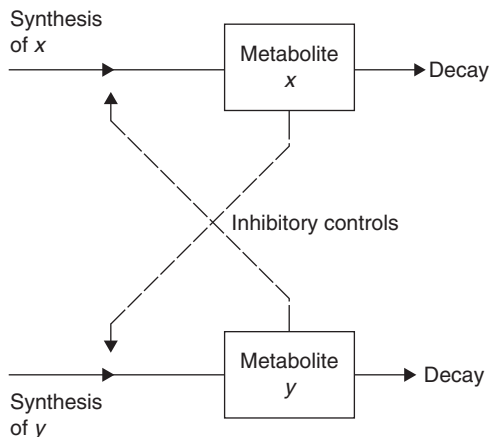 Synthesis
of x
Metabolite
x
Decay
Inhibitory controls
Metabolite
y
Decay
Synthesis
of y